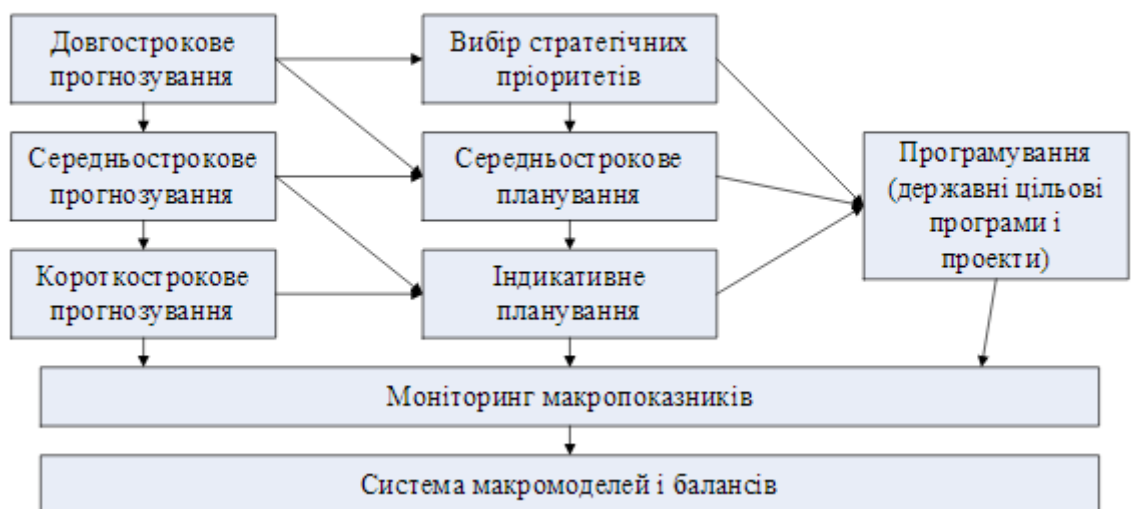 Довгострокове
прогнозування
Вибір стратегічних
пріоритетів
Середньострокове
прогнозування
Середньострокове
планування
Програмування
(державні цільові
програми і
проекти)
Короткострокове
прогнозування
Індикативне
планування
Моніторинг макропоказників
Система макромоделей і балансів